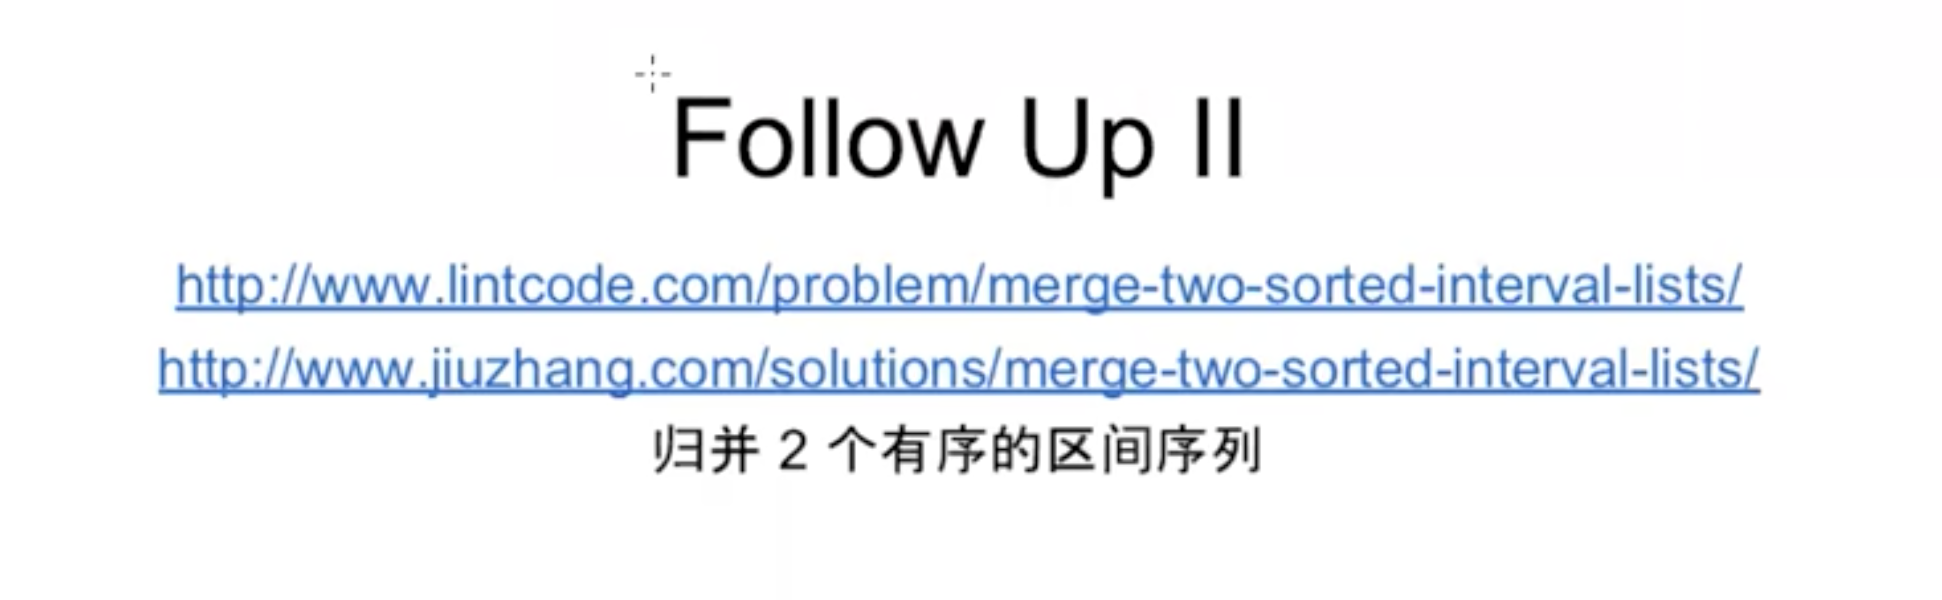 Follow Up II
http://www.lintcode.com/problem/merge-two-sorted-interval-lists/
http://www.jiuzhang.com/solutions/merge-two-sorted-interval-lists/
归并 2 个有序的区间序列